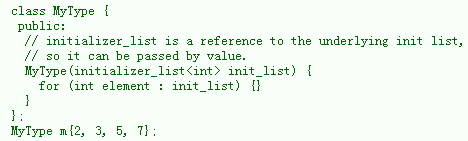 class MyType {
 public:
  // initializer_list is a reference to the underlying init list,
  // so it can be passed by value.
  MyType(initializer_list<int> init_list) {
    for (int element : init_list) {}
  }
};
MyType m{2, 3, 5, 7};